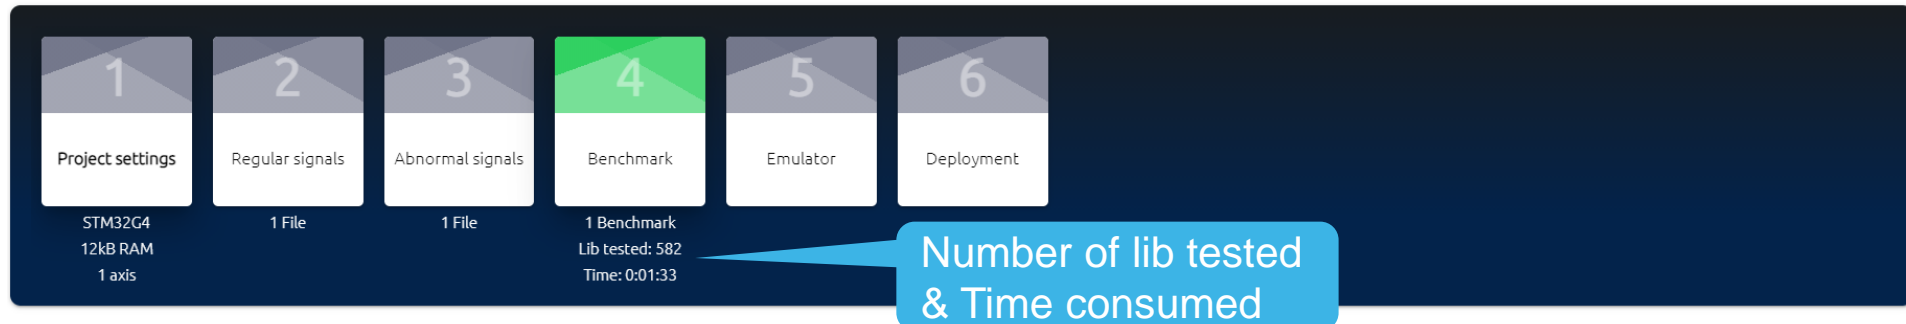 1
2
3
4
5
6
Project settings
Regular signals
Abnormal signals
Benchmark
Emulator
Deployment
STM32G4
12kB RAM
1 axis
1 File
1 File
1 Benchmark
Lib tested: 582
Time: 0:01:33
Number of lib tested
& Time consumed